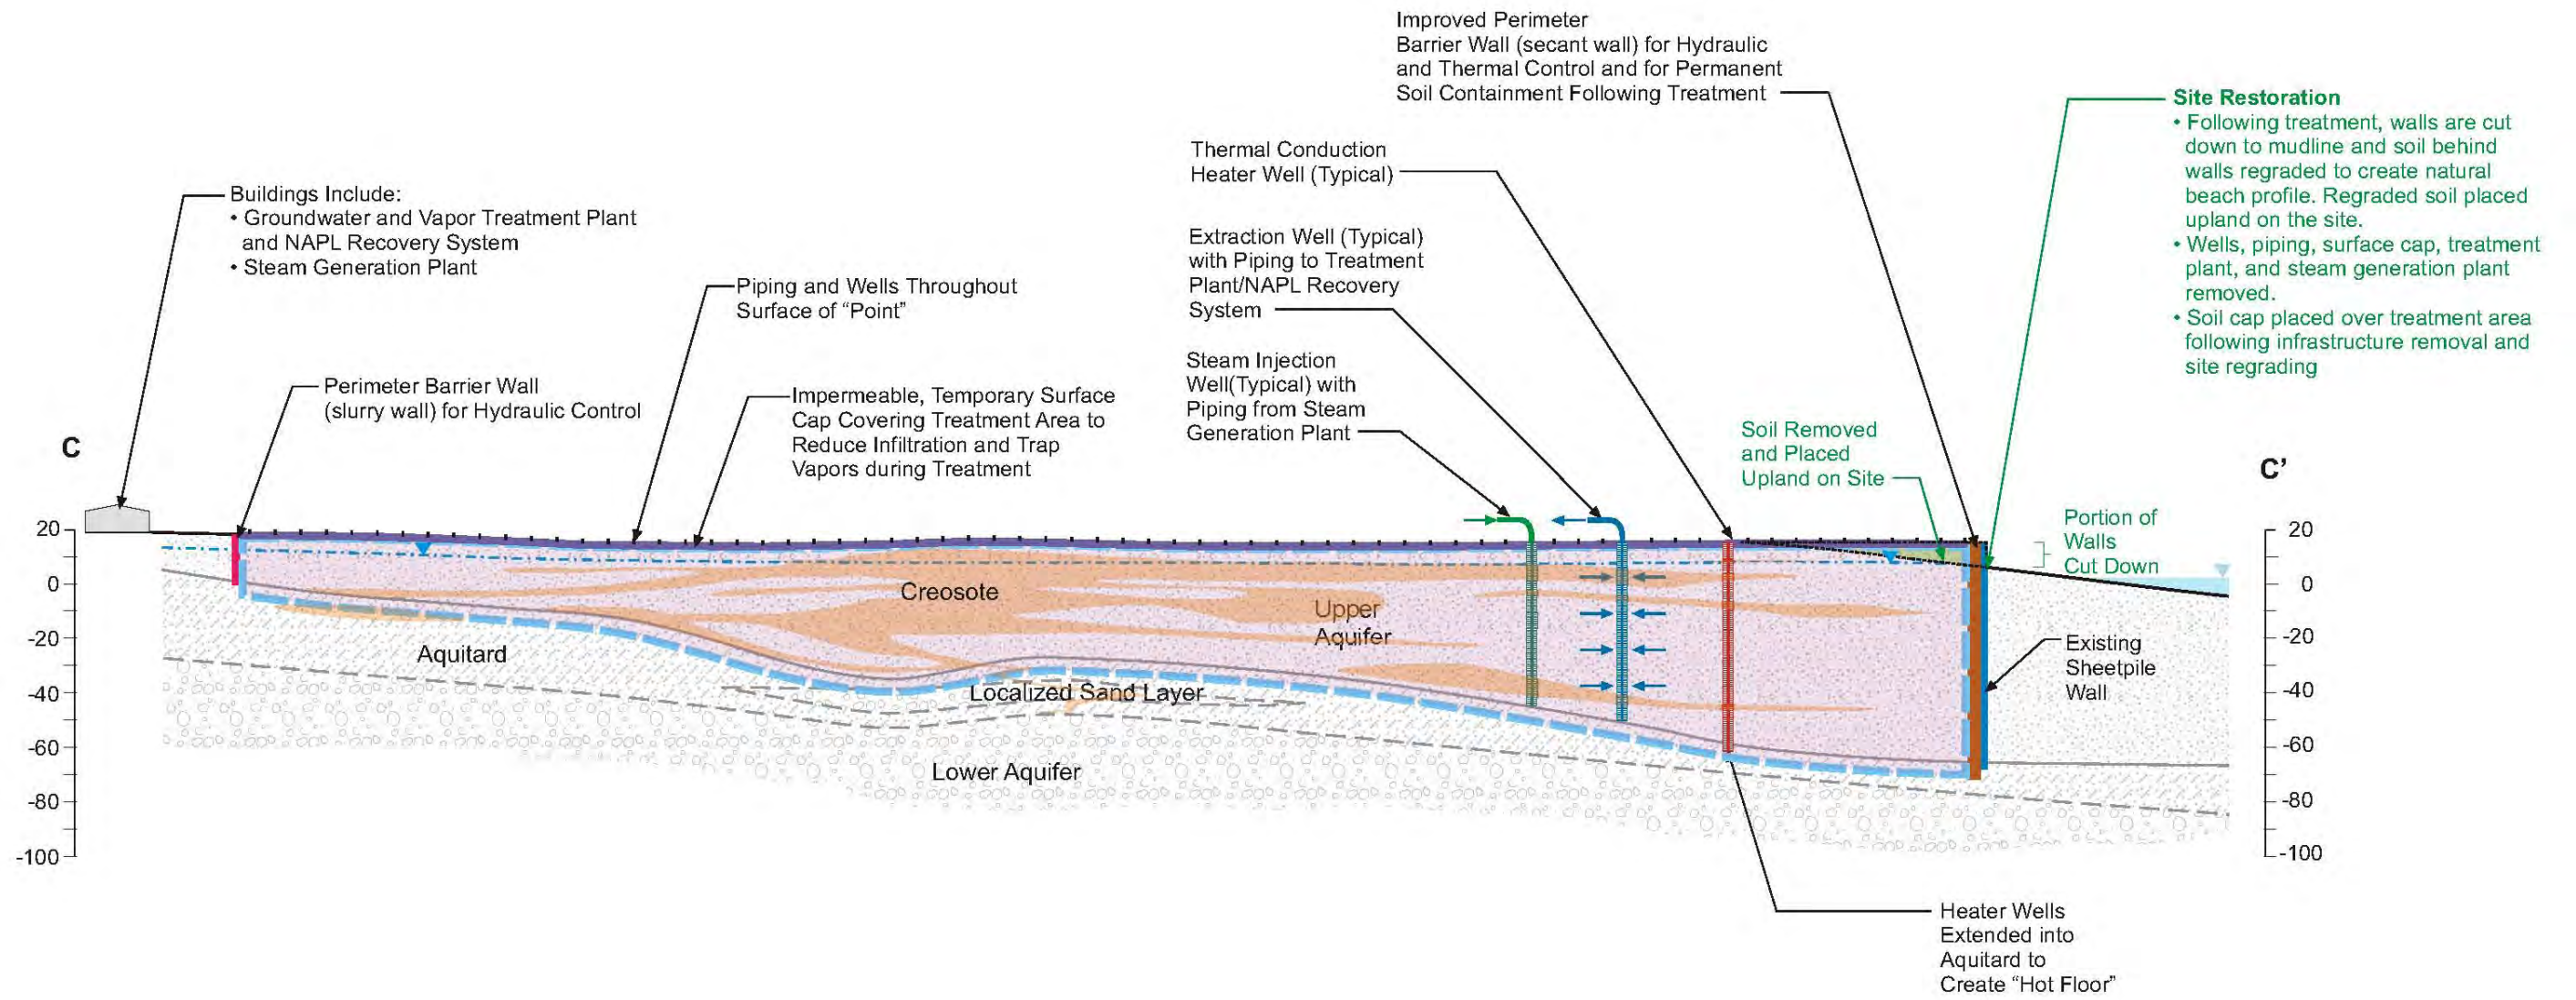 Improved Perimeter
Barrier Wall (secant wall) for Hydraulic
and Thermal Control and for Permanent
Soil Containment Following Treatment
Site Restoration
• Following treatment, walls are cut
down to mudline and soil behind
walls regraded to create natural
beach profile. Regraded soil placed
upland on the site.
• Wells, piping, surface cap, treatment
plant, and steam generation plant
removed.
• Soil cap placed over treatment area
following infrastructure removal and
site regrading
Thermal Conduction
Heater Well (Typical)
Buildings Include:
• Groundwater and Vapor Treatment Plant
and NAPL Recovery System
• Steam Generation Plant
Extraction Well (Typical)
with Piping to Treatment
Plant/NAPL Recovery
System
Piping and Wells Throughout
Surface of “Point”
Steam Injection
Well(Typical) with
Piping from Steam
Generation Plant
Perimeter Barrier Wall
(slurry wall) for Hydraulic Control
Impermeable, Temporary Surface
Cap Covering Treatment Area to
Reduce Infiltration and Trap
Vapors during Treatment
Soil Removed
and Placed
Upland on Site
C
C’
Portion of
Walls
Cut Down
20
0
-20
-40
-60
-80
-100
Creosote
Upper
Aquifer
Aquitard
Localized Sand Layer
Lower Aquifer
Existing
Sheetpile
Wall
20
0
-20
-40
-60
-80
-100
Heater Wells
Extended into
Aquitard to
Create “Hot Floor”